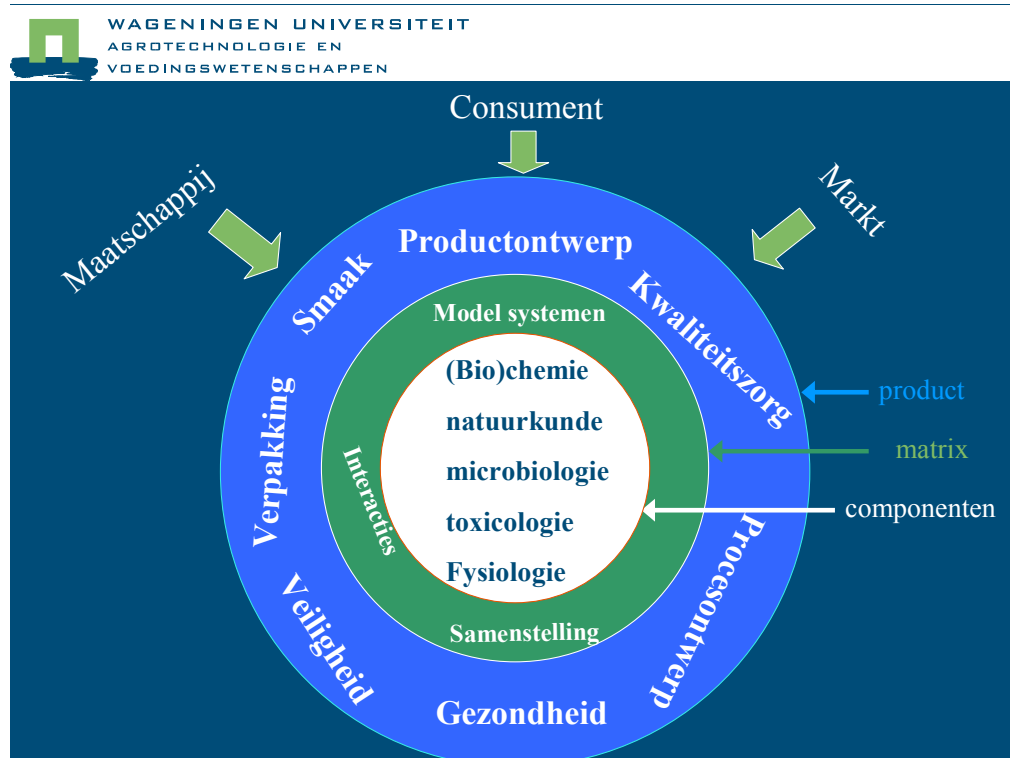 WAGENINGEN UNIVERSITEIT
AGROTECHNOLOGIE EN
VOEDINGSWETENSCHAPPEN
Consument
Maatschappij
Markt
Productontwerp
Smaak
Kwaliteitszorg
Model systemen
(Bio)chemie
natuurkunde
microbiologie
toxicologie
Fysiologie
product
matrix
componenten
Verpakking
Interacties
Procesontwerp
Samenstelling
Veiligheid
Gezondheid